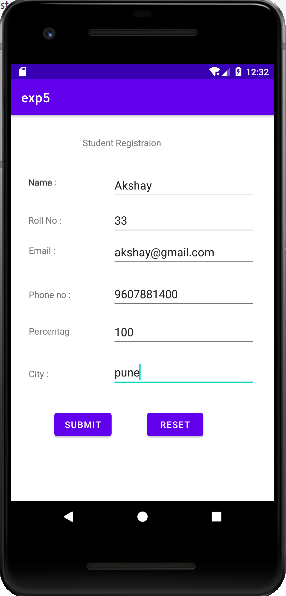 st
12:32
exp5
Student Registraion
Name : Akshay
Roll No : 33
Email : akshay@gmail.com
Phone no : 9607881400
Percentag 100
City : pune
SUBMIT RESET